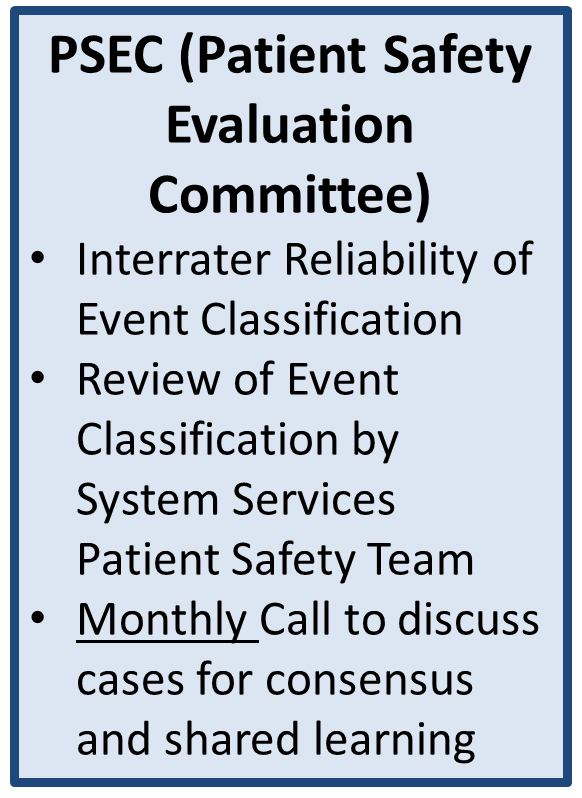 PSEC (Patient Safety
Evaluation
Committee)
• Interrater Reliability of
Event Classification
• Review of Event
Classification by
System Services
Patient Safety Team
• Monthly Call to discuss
cases for consensus
and shared learning